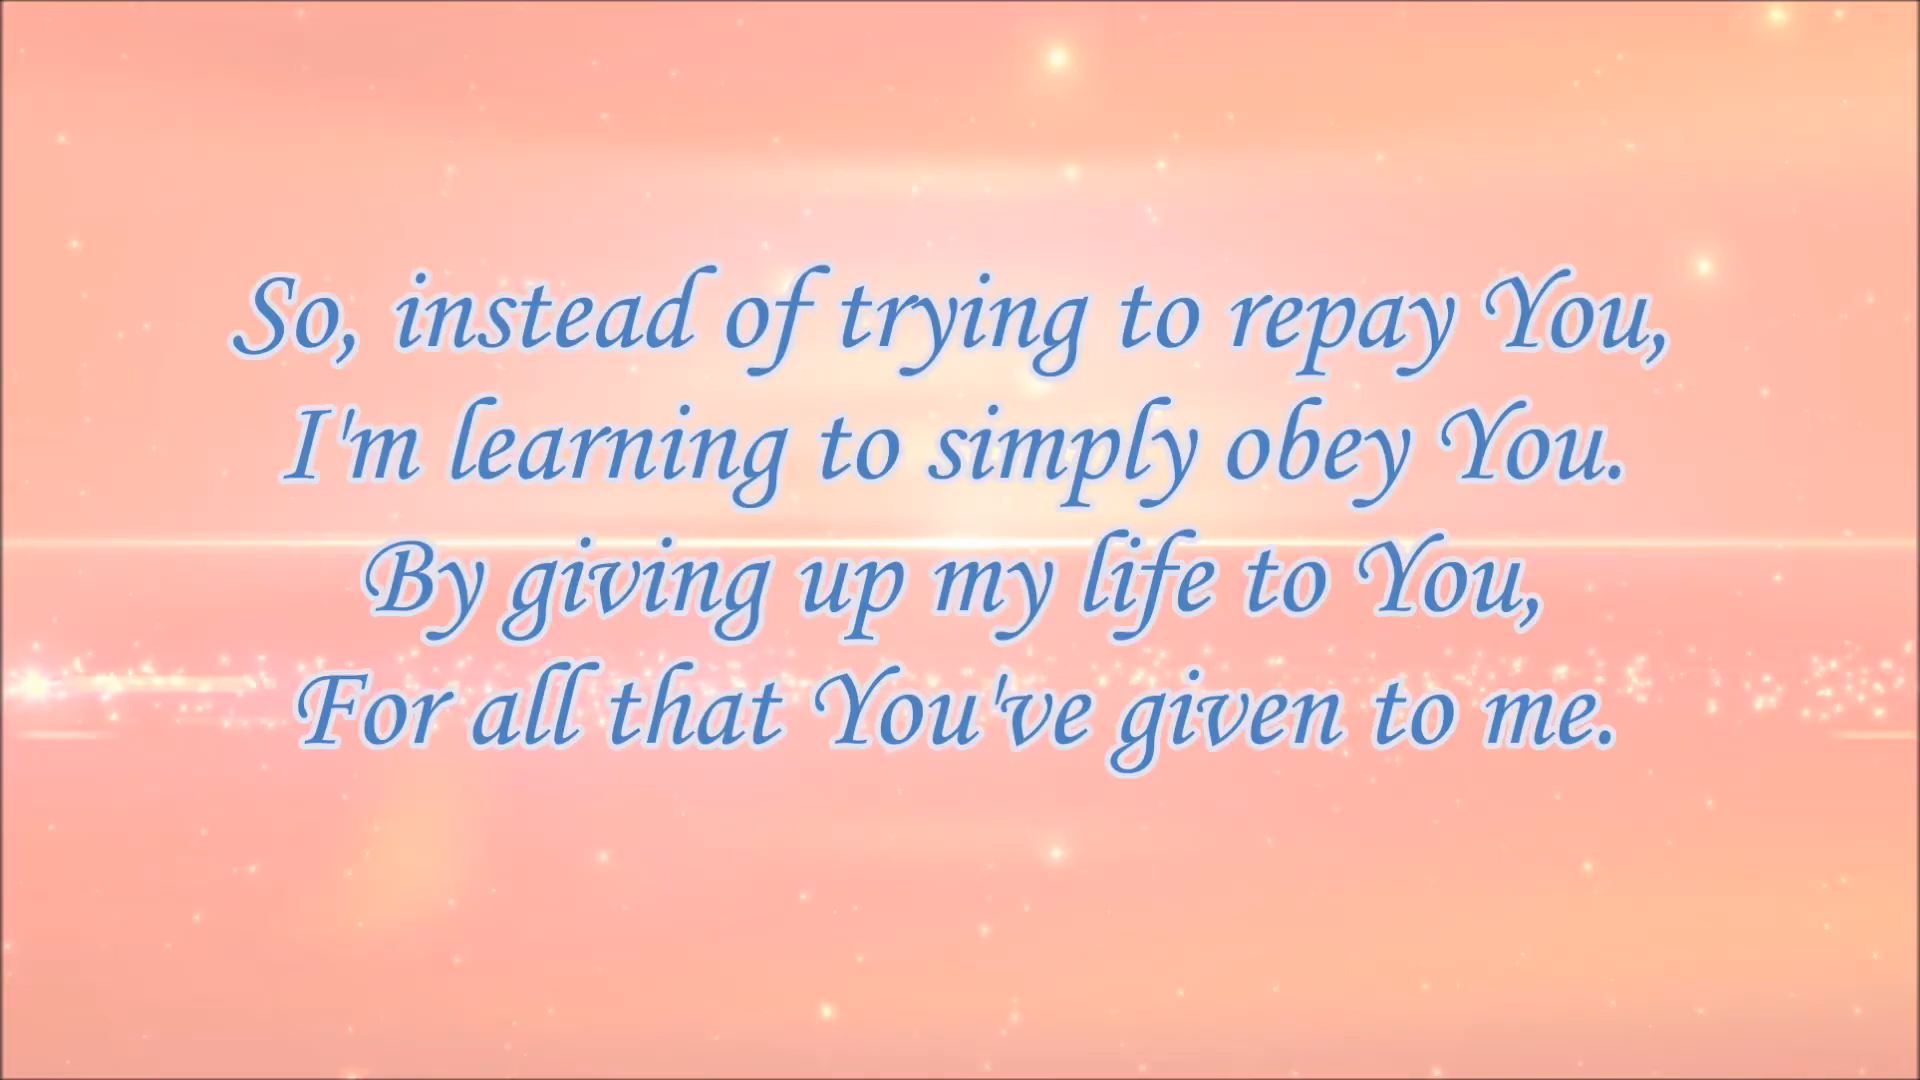 So, instead of trying to repay You,
I'm learning to simply obey You.
By giving up my life to You,
For all that You've given to me.